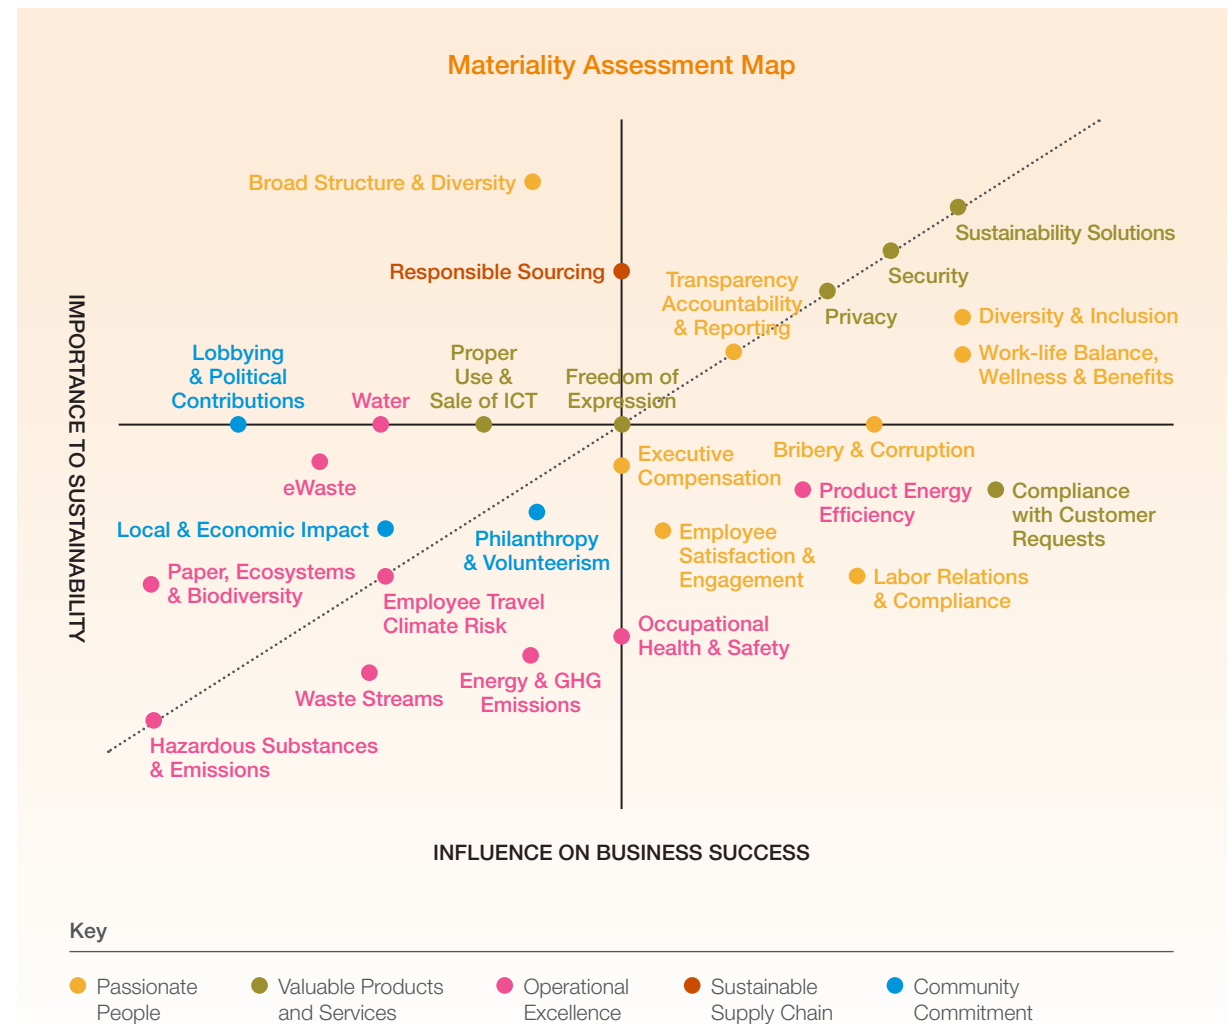 Materiality Assessment Map
Broad Structure & Diversity
Sustainability Solutions
Responsible Sourcing
Security
Transparency
Accountability
& Reporting
Privacy
Diversity & Inclusion
Work-life Balance,
Wellness & Benefits
Lobbying
& Political
Contributions
Water
Proper
Use &
Sale of ICT
Freedom of
Expression
IMPORTANCE TO SUSTAINABILITY
Executive
Compensation
Bribery & Corruption
eWaste
Product Energy
Efficiency
Compliance
with Customer
Requests
Local & Economic Impact
Philanthropy
& Volunteerism
Employee
Satisfaction &
Engagement
Paper, Ecosystems
& Biodiversity
Employee Travel
Climate Risk
Labor Relations
& Compliance
Occupational
Health & Safety
Waste Streams
Energy & GHG
Emissions
Hazardous Substances
& Emissions
INFLUENCE ON BUSINESS SUCCESS
Key
Passionate
People
Valuable Products
and Services
Operational
Excellence
Sustainable
Supply Chain
Community
Commitment